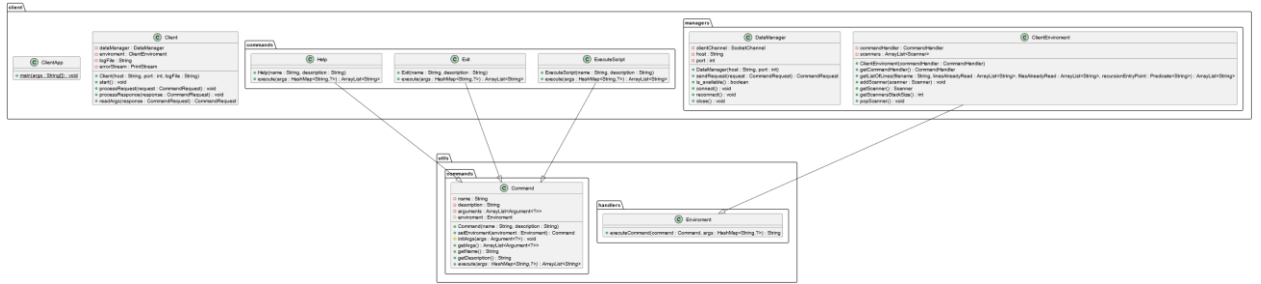 client
ClientApp
main(args : String[]) : void
Client
dataManager : DataManager
enviroment : ClientEnviroment
logFile : String
errorStream : PrintStream
Client(host : String, port : int, logFile : String)
start() : void
processRequest(request : CommandRequest) : void
processResponse(response : CommandRequest) : void
readArgs(response : CommandRequest) : CommandRequest
commands
Help
Help(name : String, description : String)
execute(args : HashMap<String,?>) : ArrayList<String>
Exit
Exit(name : String, description : String)
execute(args : HashMap<String,?>) : ArrayList<String>
ExecuteScript
ExecuteScript(name : String, description : String)
execute(args : HashMap<String,?>) : ArrayList<String>
managers
DataManager
clientChannel : SocketChannel
host : String
port : int
DataManager(host : String, port : int)
sendRequest(request : CommandRequest) : CommandRequest
is_available() : boolean
connect() : void
reconnect() : void
close() : void
ClientEnviroment
commandHandler : CommandHandler
scanners : ArrayList<Scanner>
ClientEnviroment(commandHandler : CommandHandler)
getCommandHandler() : CommandHandler
getListOfLines(filename : String, linesAlreadyRead : ArrayList<String>, filesAlreadyRead : ArrayList<String>, recursionEntryPoint : Predicate<String>) : ArrayList<String>
addScanner(scanner : Scanner) : void
getScanner() : Scanner
getScannersStackSize() : int
popScanner() : void
utils
commands
Command
name : String
description : String
arguments : ArrayList<Argument<?>>
enviroment : Enviroment
Command(name : String, description : String)
setEnviroment(enviroment : Enviroment) : Command
initArgs(args : Argument<?>) : void
getArgs() : ArrayList<Argument<?>>
getName() : String
getDescription() : String
execute(args : HashMap<String,?>) : ArrayList<String>
handlers
Enviroment
executeCommand(command : Command, args : HashMap<String,?>) : String